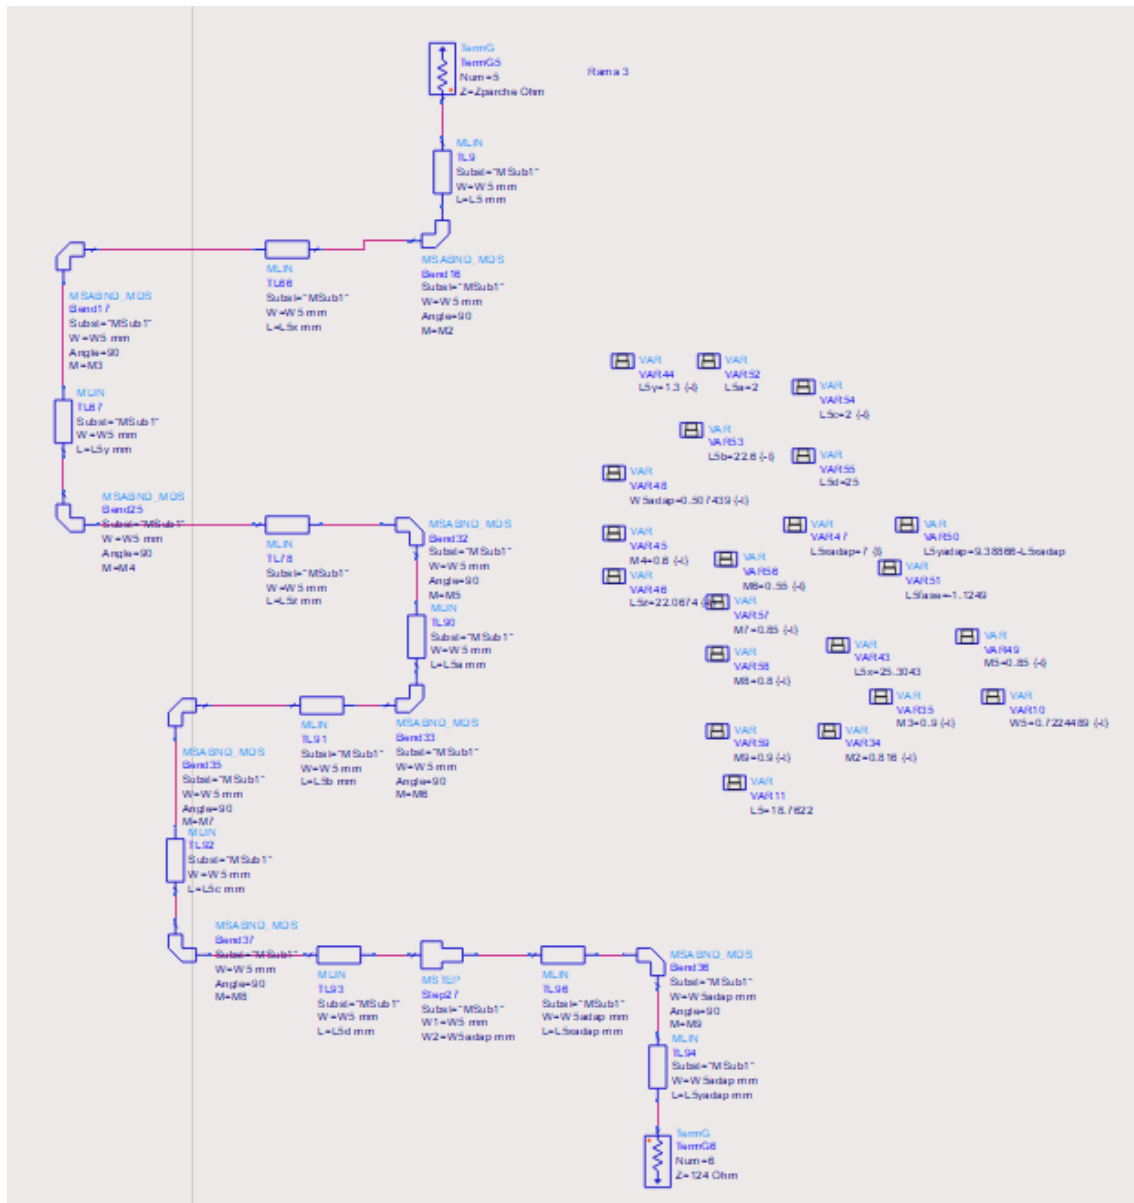 TermG
TermG5
Num=5
Z=Zparche Ohm
Rama 3
MLIN
TL9
Subst="MSub1"
W=W5 mm
L=L5 mm
MSABND_MDS
Bend16
Subst="MSub1"
W=W5 mm
Angle=90
M=M2
MLIN
TL66
Subst="MSub1"
W=W5 mm
L=L5x mm
MSABND_MDS
Bend17
Subst="MSub1"
W=W5 mm
Angle=90
M=M3
MLIN
TL67
Subst="MSub1"
W=W5 mm
L=L5y mm
MSABND_MDS
Bend25
Subst="MSub1"
W=W5 mm
Angle=90
M=M4
MLIN
TL78
Subst="MSub1"
W=W5 mm
L=L5z mm
MSABND_MDS
Bend32
Subst="MSub1"
W=W5 mm
Angle=90
M=M5
MLIN
TL90
Subst="MSub1"
W=W5 mm
L=L5a mm
MSABND_MDS
Bend33
Subst="MSub1"
W=W5 mm
Angle=90
M=M6
MLIN
TL91
Subst="MSub1"
W=W5 mm
L=L5b mm
MSABND_MDS
Bend35
Subst="MSub1"
W=W5 mm
Angle=90
M=M7
MLIN
TL92
Subst="MSub1"
W=W5 mm
L=L5c mm
MSABND_MDS
Bend37
Subst="MSub1"
W=W5 mm
Angle=90
M=M8
MLIN
TL93
Subst="MSub1"
W=W5 mm
L=L5d mm
MSTEP
Step27
Subst="MSub1"
W1=W5 mm
W2=W5adap mm
MLIN
TL96
Subst="MSub1"
W=W5adap mm
L=L5xadap mm
MSABND_MDS
Subst="MSub1"
W=W5adap mm
Angle=90
M=M9
MLIN
TL94
Subst="MSub1"
W=W5adap mm
L=L5yadap mm
TermG
TermG6
Num=6
Z=124 Ohm
VAR
VAR44
L5y=1.3 {-t}
VAR
VAR52
L5a=2
VAR
VAR54
L5c=2 {-t}
VAR
VAR53
L5b=22.6 {-t}
VAR
VAR55
L5d=25
VAR
VAR48
W5adap=0.507439 {-t}
VAR
VAR47
L5xadap=7 {t}
VAR
VAR50
L5yadap=9.38866-L5xadap
VAR
VAR45
M4=0.6 {-t}
VAR
VAR56
M6=0.55 {-t}
VAR
VAR51
L5fase=-1.1249
VAR
VAR46
L5z=22.0674 {-t}
VAR
VAR57
M7=0.85 {-t}
VAR
VAR58
M8=0.8 {-t}
VAR
VAR43
L5x=25.3043
VAR
VAR49
M5=0.85 {-t}
VAR
VAR35
M3=0.9 {-t}
VAR
VAR10
W5=0.7224489 {-t}
VAR
VAR59
M9=0.9 {-t}
VAR
VAR34
M2=0.816 {-t}
VAR
VAR11
L5=18.7622